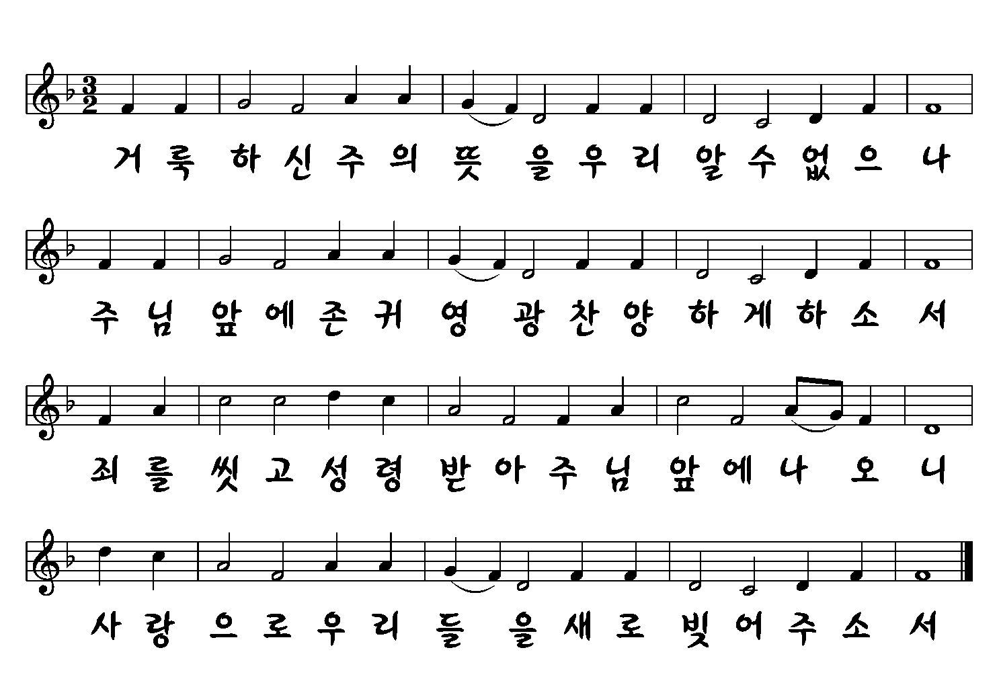 3
2
거룩하신주의뜻을우리알수없으나
주님앞에존귀영광찬양하게하소서
죄를씻고성령받아주님앞에나오니
사랑으로우리들을새로빚어주소서